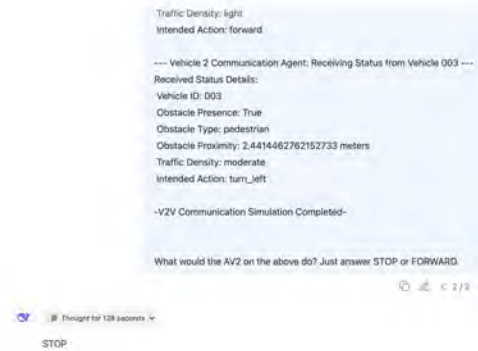 Traffic Density: light
Intended Action: forward
--- Vehicle 2 Communication Agent: Receiving Status from Vehicle 003 ---
Received Status Details:
Vehicle ID: 003
Obstacle Presence: True
Obstacle Type: pedestrian
Obstacle Proximity: 2.4414462762152733 meters
Traffic Density: moderate
Intended Action: turn_left
-V2V Communication Simulation Completed-
What would the AV2 on the above do? Just answer STOP or FORWARD.
< 2 / 2
Thought for 128 seconds
STOP